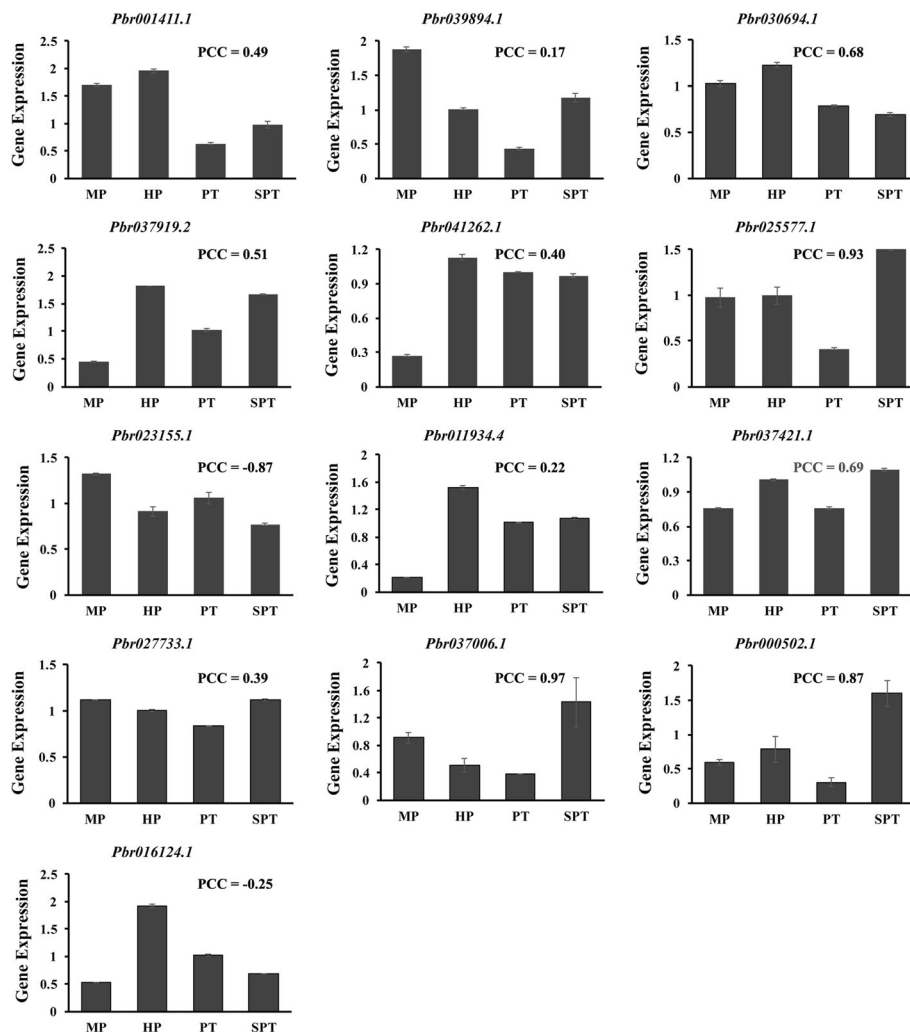 Pbr001411.1
PCC = 0.49
Gene Expression
2.5
2
1.5
1
0.5
0
MP HP PT SPT
Pbr039894.1
PCC = 0.17
Gene Expression
2
1.5
1
0.5
0
MP HP PT SPT
Pbr030694.1
PCC = 0.68
Gene Expression
1.5
1
0.5
0
MP HP PT SPT
Pbr037919.2
PCC = 0.51
Gene Expression
2.5
2
1.5
1
0.5
0
MP HP PT SPT
Pbr041262.1
PCC = 0.40
Gene Expression
1.2
0.9
0.6
0.3
0
MP HP PT SPT
Pbr025577.1
PCC = 0.93
Gene Expression
1.5
1
0.5
0
MP HP PT SPT
Pbr023155.1
PCC = -0.87
Gene Expression
1.5
1
0.5
0
MP HP PT SPT
Pbr011934.4
PCC = 0.22
Gene Expression
2
1.6
1.2
0.8
0.4
0
MP HP PT SPT
Pbr037421.1
PCC = 0.69
Gene Expression
1.2
0.9
0.6
0.3
0
MP HP PT SPT
Pbr027733.1
PCC = 0.39
Gene Expression
1.5
1
0.5
0
MP HP PT SPT
Pbr037006.1
PCC = 0.97
Gene Expression
2
1.6
1.2
0.8
0.4
0
MP HP PT SPT
Pbr000502.1
PCC = 0.87
Gene Expression
2
1.5
1
0.5
0
MP HP PT SPT
Pbr016124.1
PCC = -0.25
Gene Expression
2.5
2
1.5
1
0.5
0
MP HP PT SPT